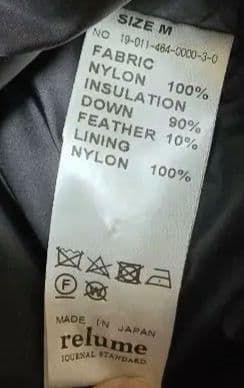 SIZE M
NO 19-011-464-0000-3-0
FABRIC
NYLON 100%
INSULATION
DOWN 90%
FEATHER 10%
LINING
NYLON 100%
F W
MADE IN JAPAN
relume
JOURNAL STANDARD